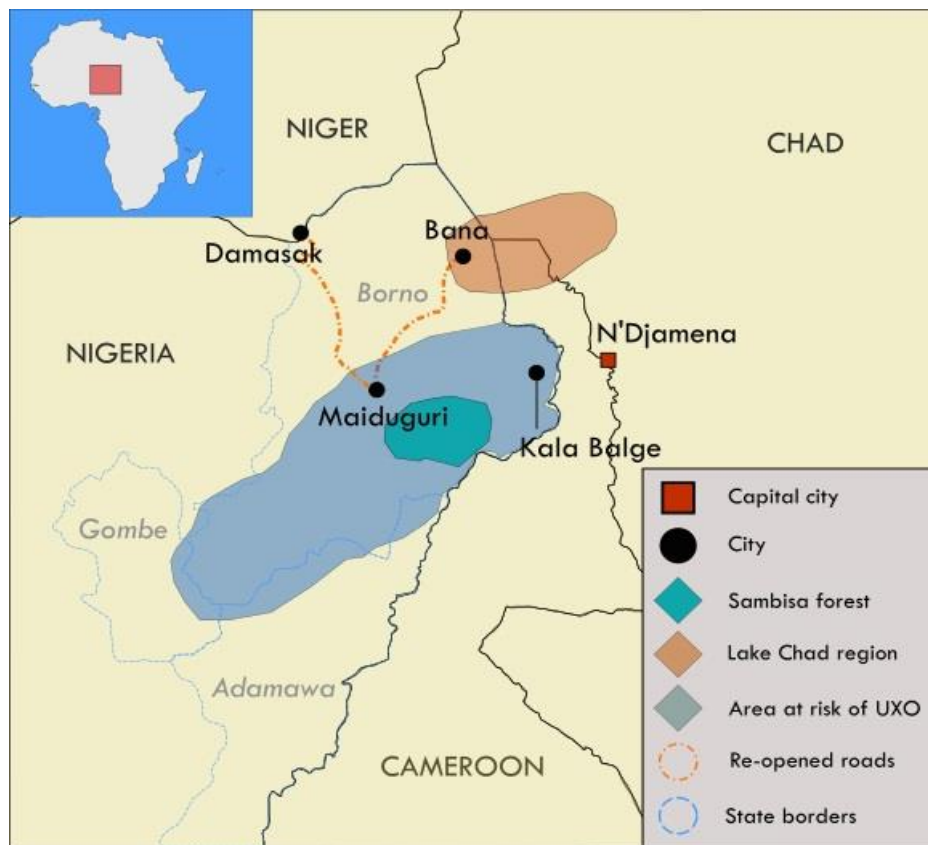 NIGER
CHAD
Damasak
Bana
Borno
N'Djamena
NIGERIA
Maiduguri
Kala Balge
Gombe
Adamawa
CAMEROON
Capital city
City
Sambisa forest
Lake Chad region
Area at risk of UXO
Re-opened roads
State borders